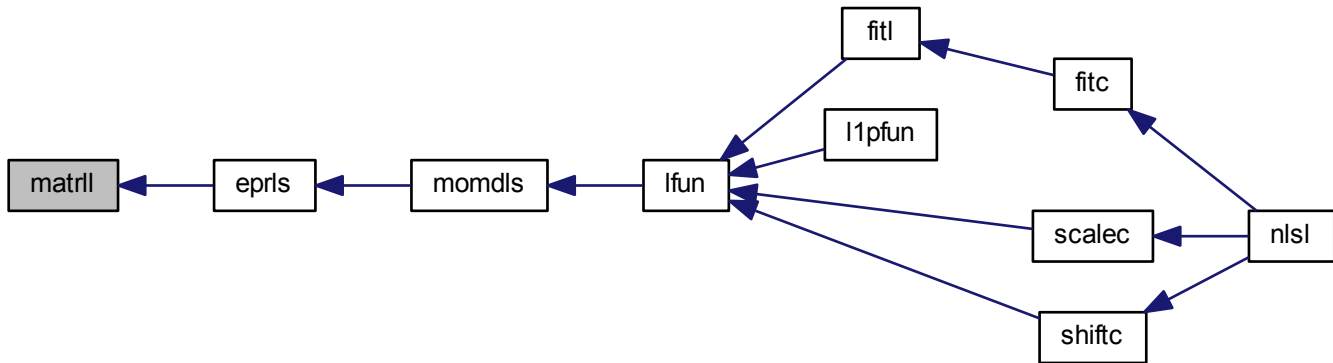 fitl
fitc
l1pfun
matrll
eprls
momdls
lfun
scalec
nlsl
shiftc